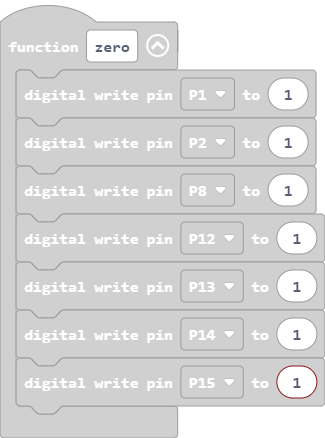 function zero
digital write pin P1 to 1
digital write pin P2 to 1
digital write pin P8 to 1
digital write pin P12 to 1
digital write pin P13 to 1
digital write pin P14 to 1
digital write pin P15 to 1